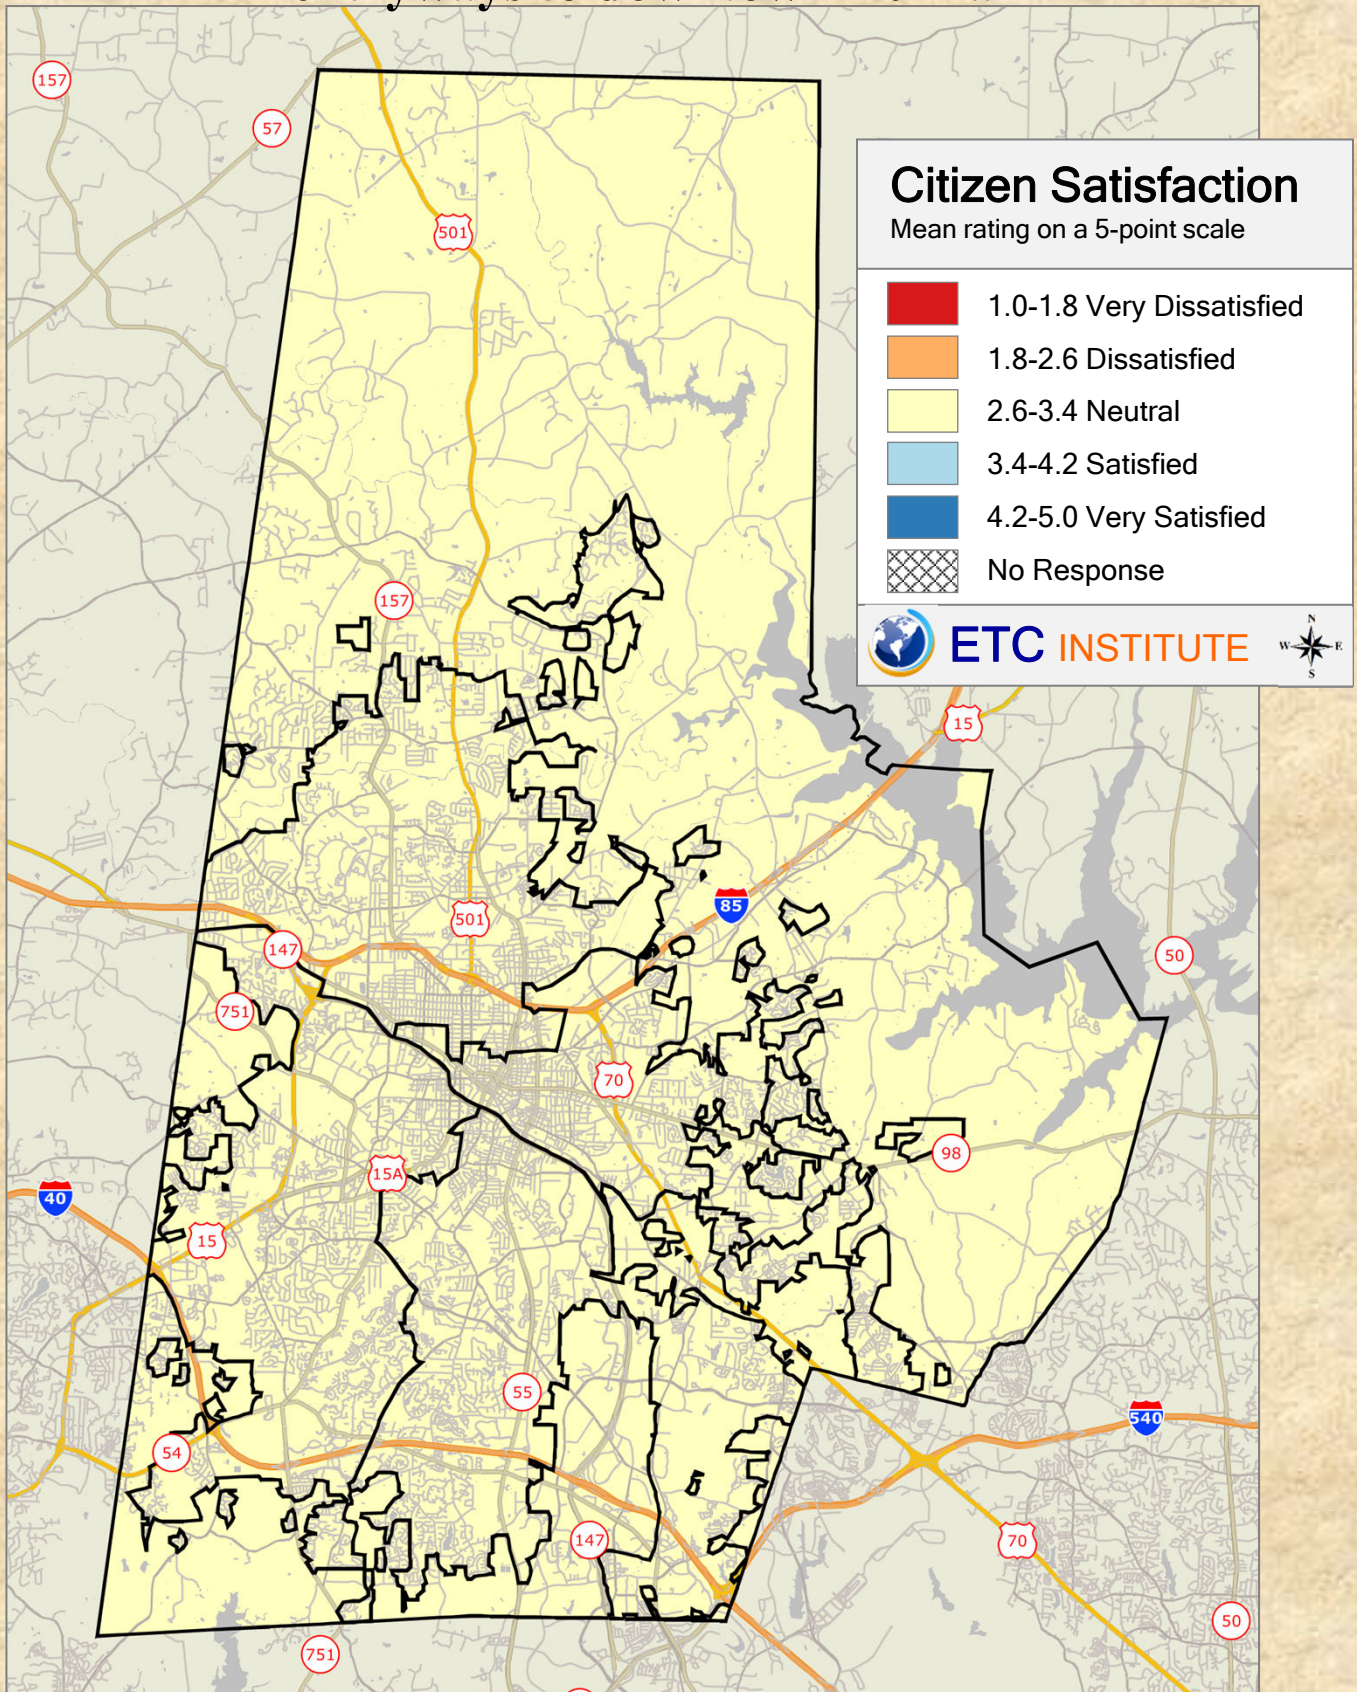 157
57
501
Citizen Satisfaction
Mean rating on a 5-point scale
1.0-1.8 Very Dissatisfied
1.8-2.6 Dissatisfied
2.6-3.4 Neutral
3.4-4.2 Satisfied
4.2-5.0 Very Satisfied
No Response
ETC INSTITUTE
N
W E
S
157
15
85
501
147
50
751
70
98
15A
40
15
55
540
54
147
70
50
751